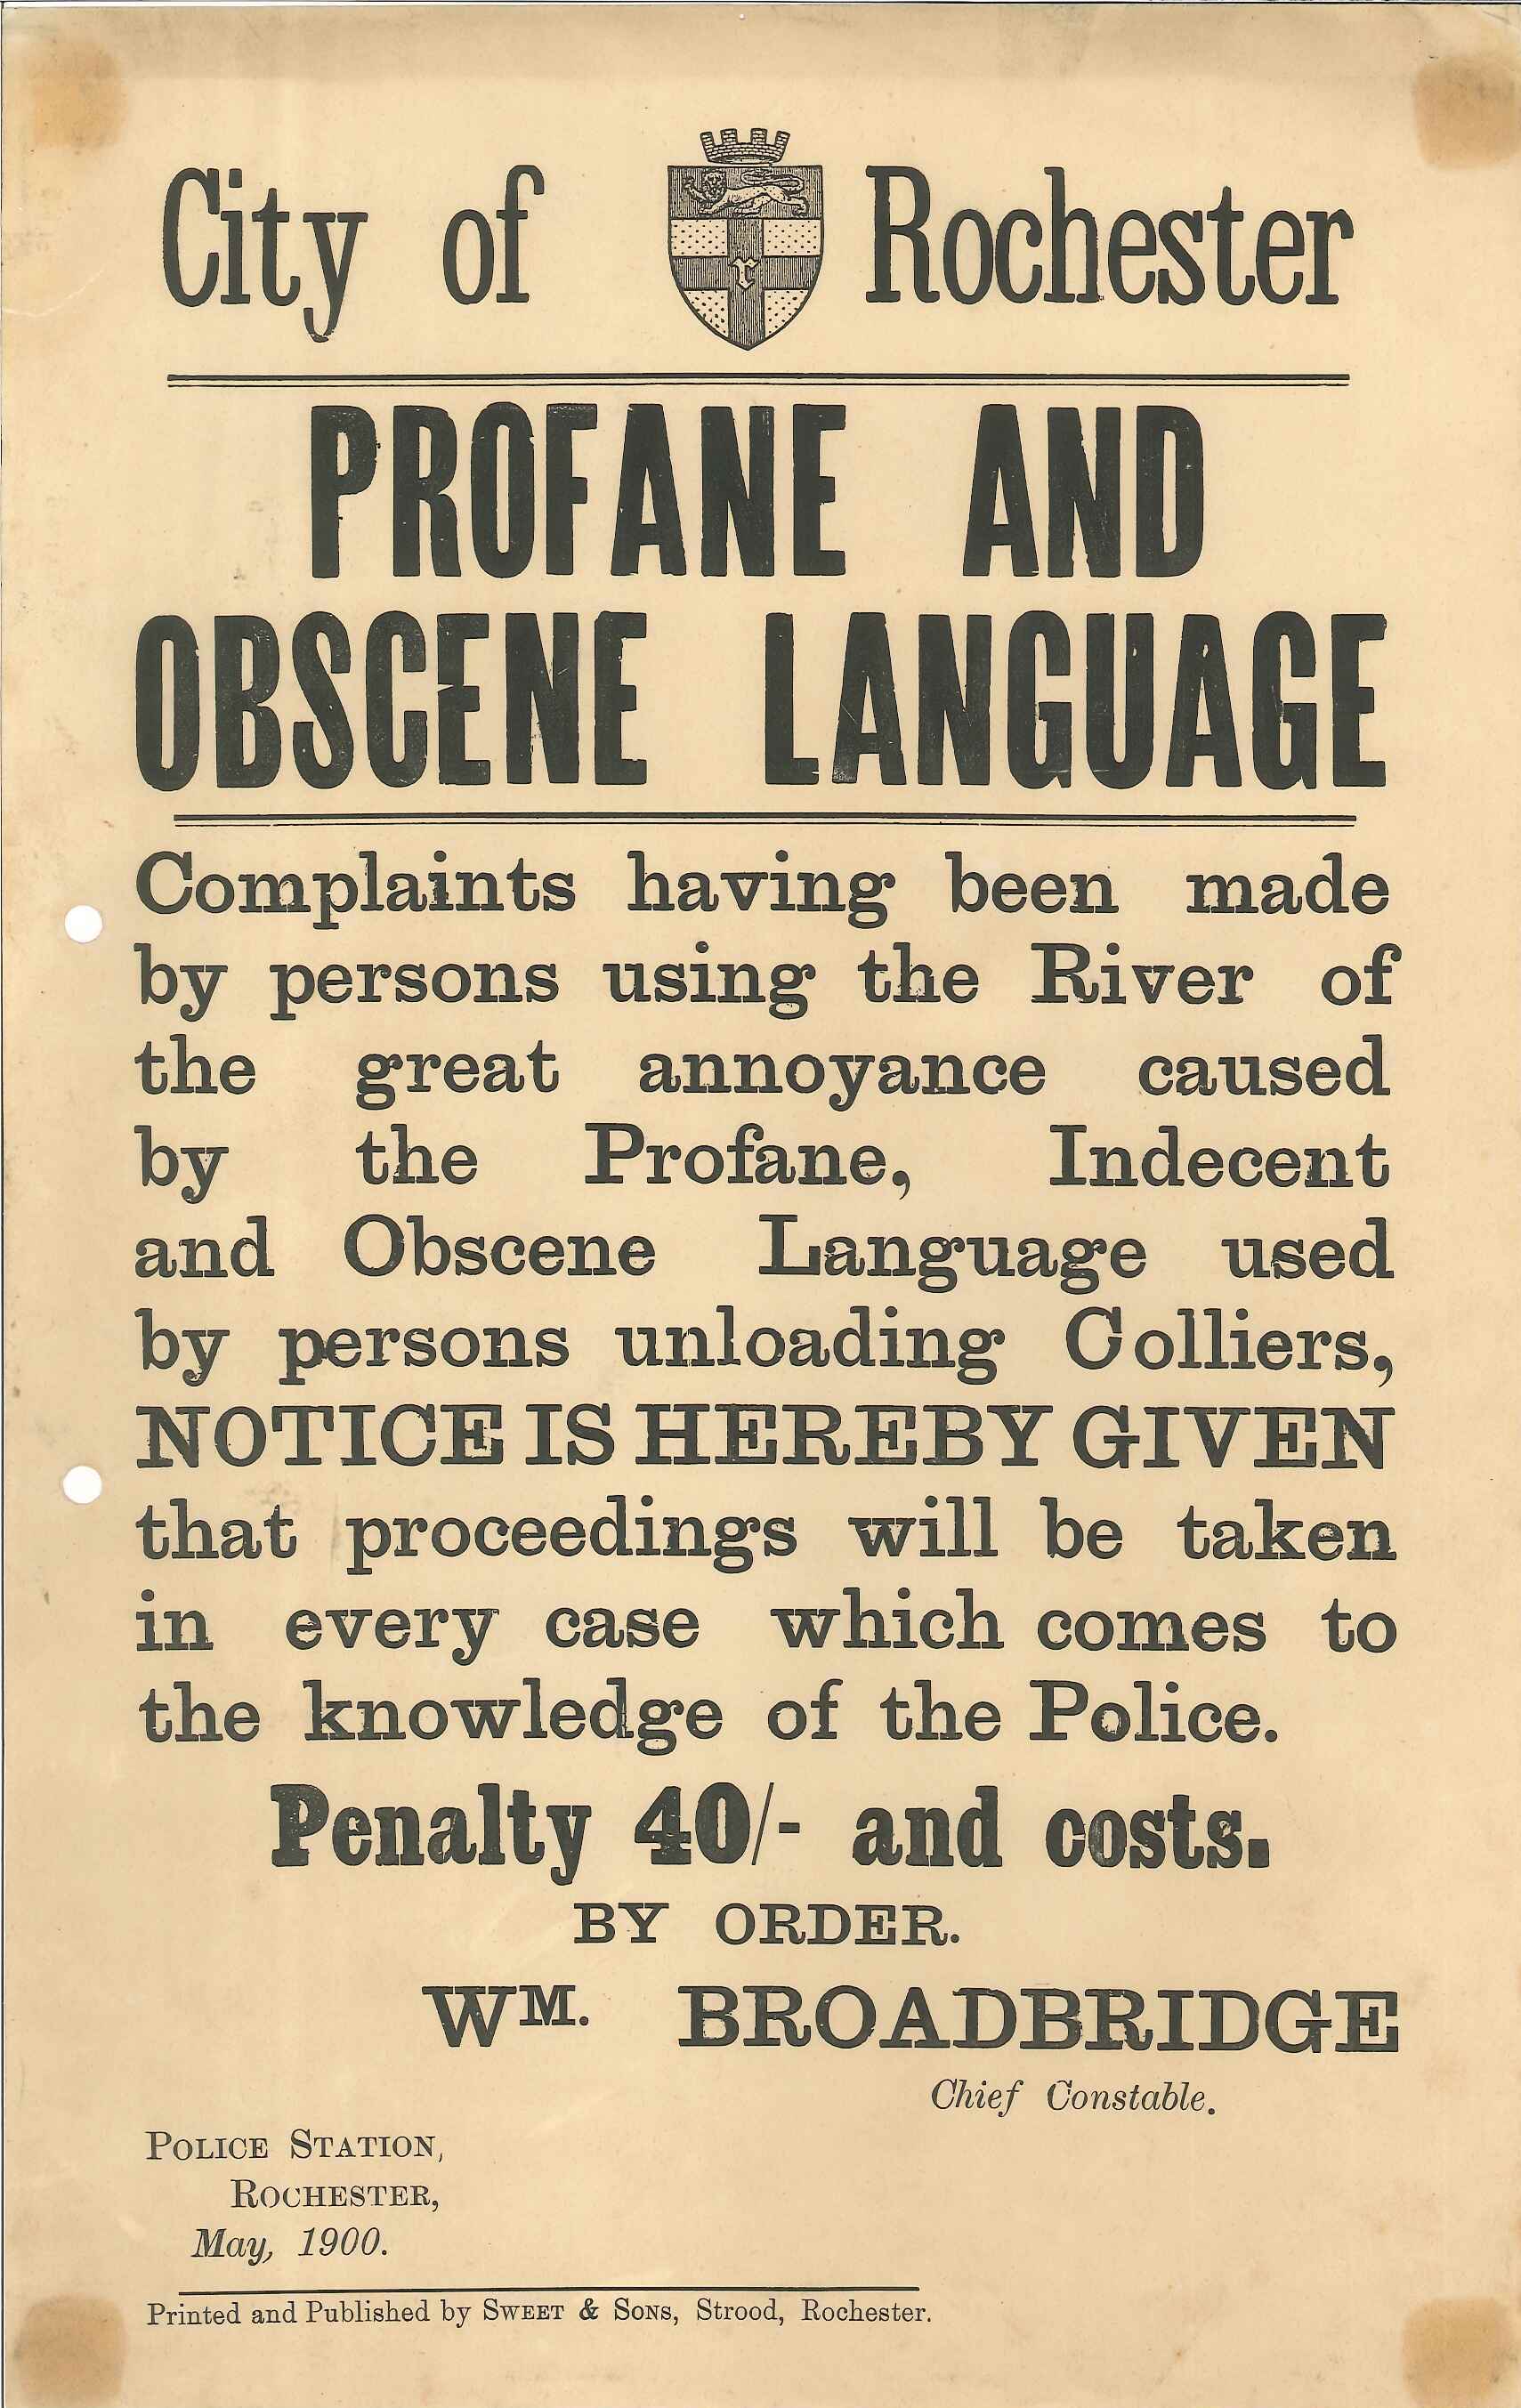 City of Rochester
r
PROFANE AND
OBSCENE LANGUAGE
Complaints having been made
by persons using the River of
the great annoyance caused
by the Profane, Indecent
and Obscene Language used
by persons unloading Colliers,
NOTICE IS HEREBY GIVEN
that proceedings will be taken
in every case which comes to
the knowledge of the Police.
Penalty 40/- and costs.
BY ORDER.
WM. BROADBRIDGE
Chief Constable.
POLICE STATION,
ROCHESTER,
May, 1900.
Printed and Published by SWEET & SONS, Strood, Rochester.